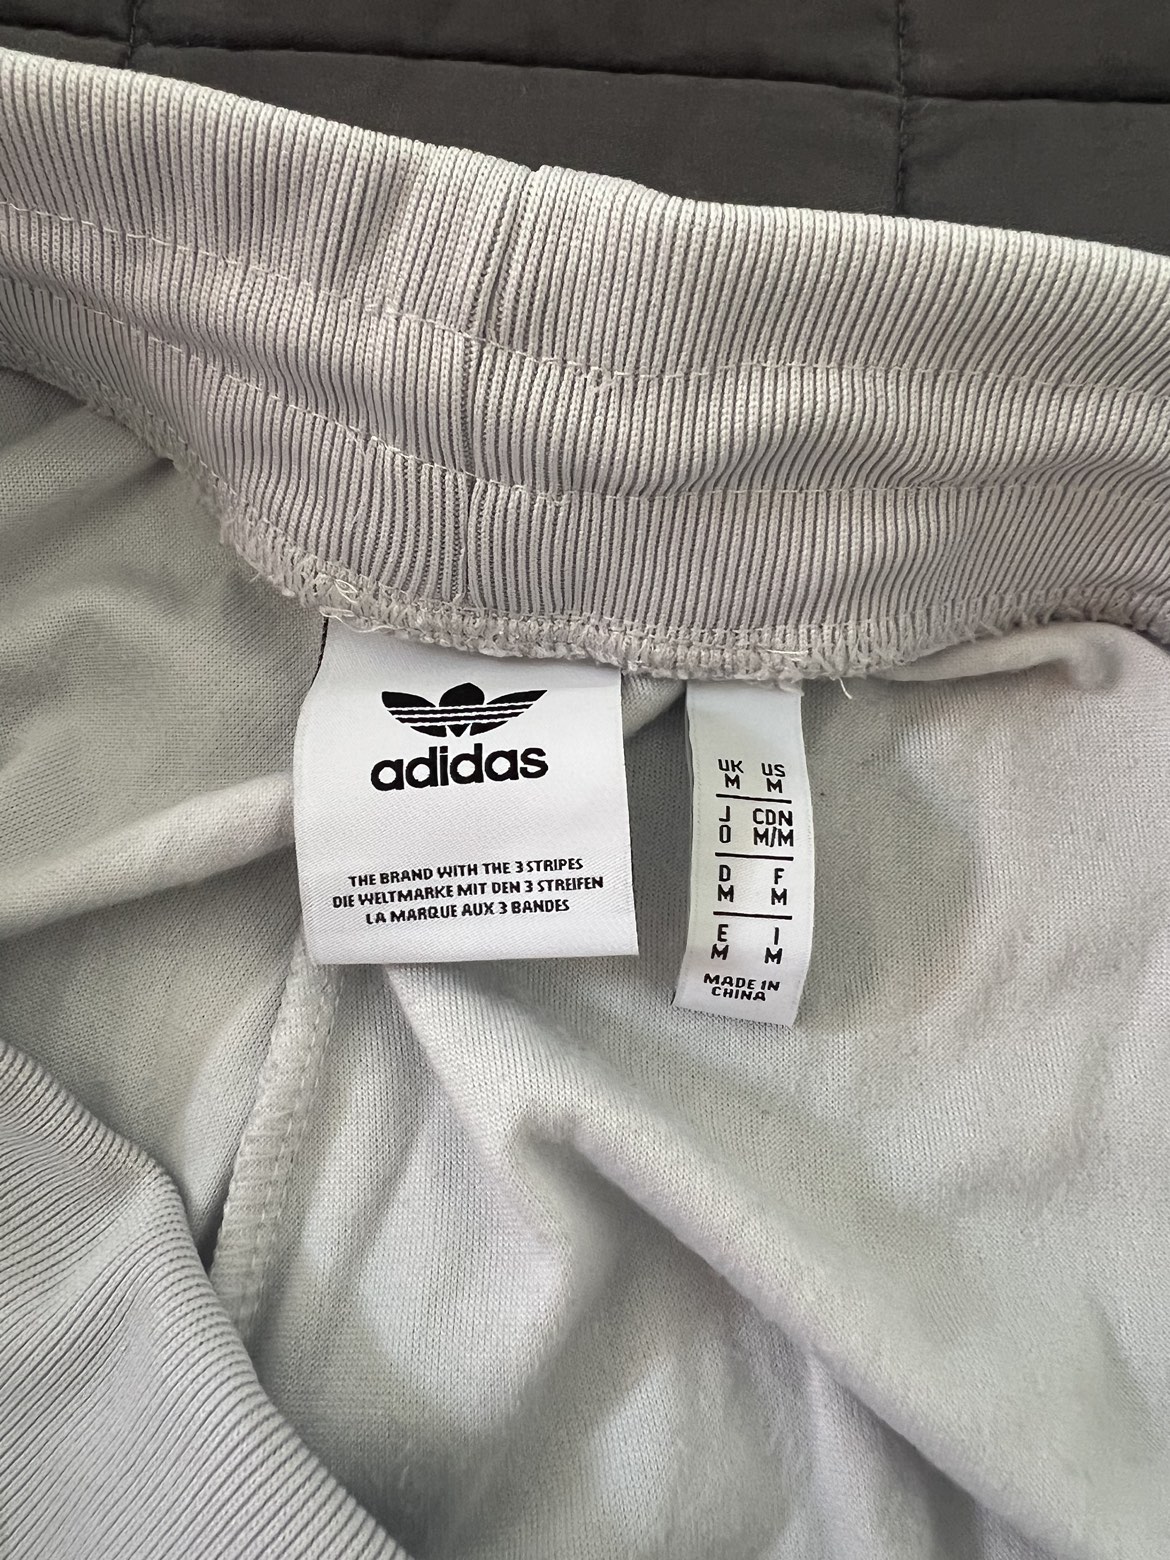 adidas
THE BRAND WITH THE 3 STRIPES
DIE WELTMARKE MIT DEN 3 STREIFEN
LA MARQUE AUX 3 BANDES
UK US
M M
J CDN
O M/M
D F
M M
E I
M M
MADE IN
CHINA